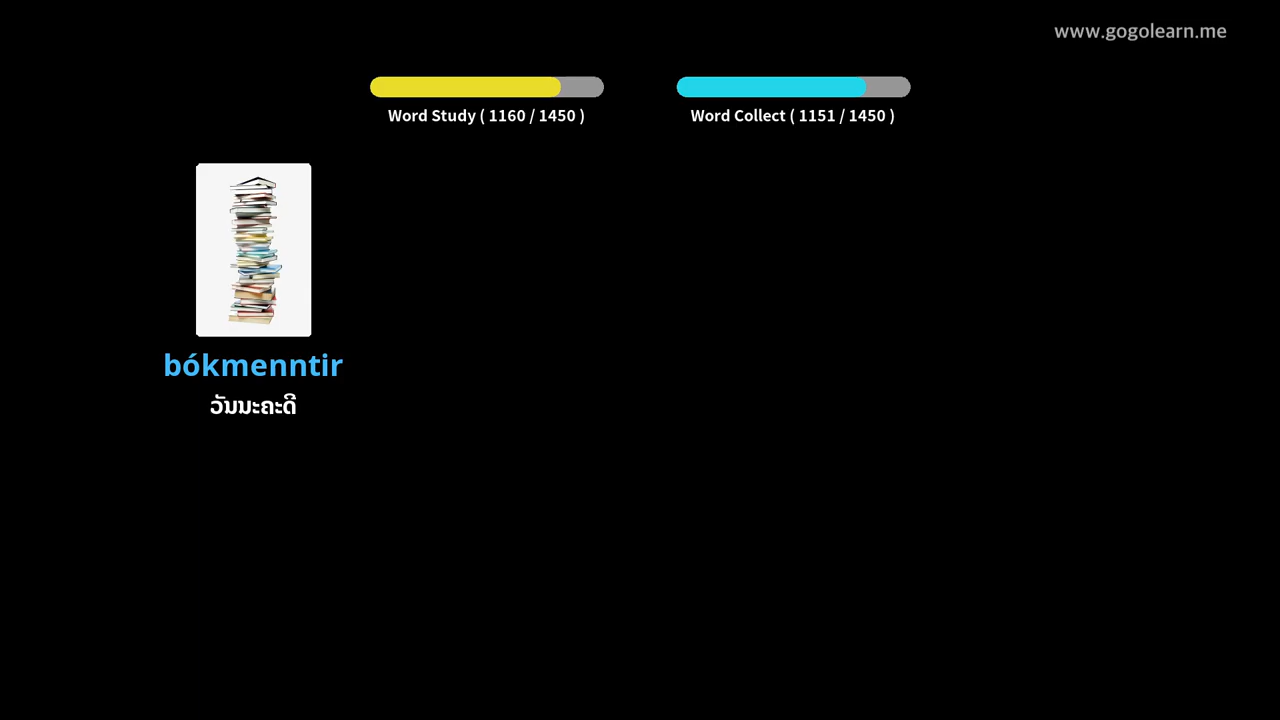 www.gogolearn.me
Word Study ( 1160 / 1450 )
Word Collect ( 1151 / 1450 )
bókmenntir
ວັນນະຄະດີ